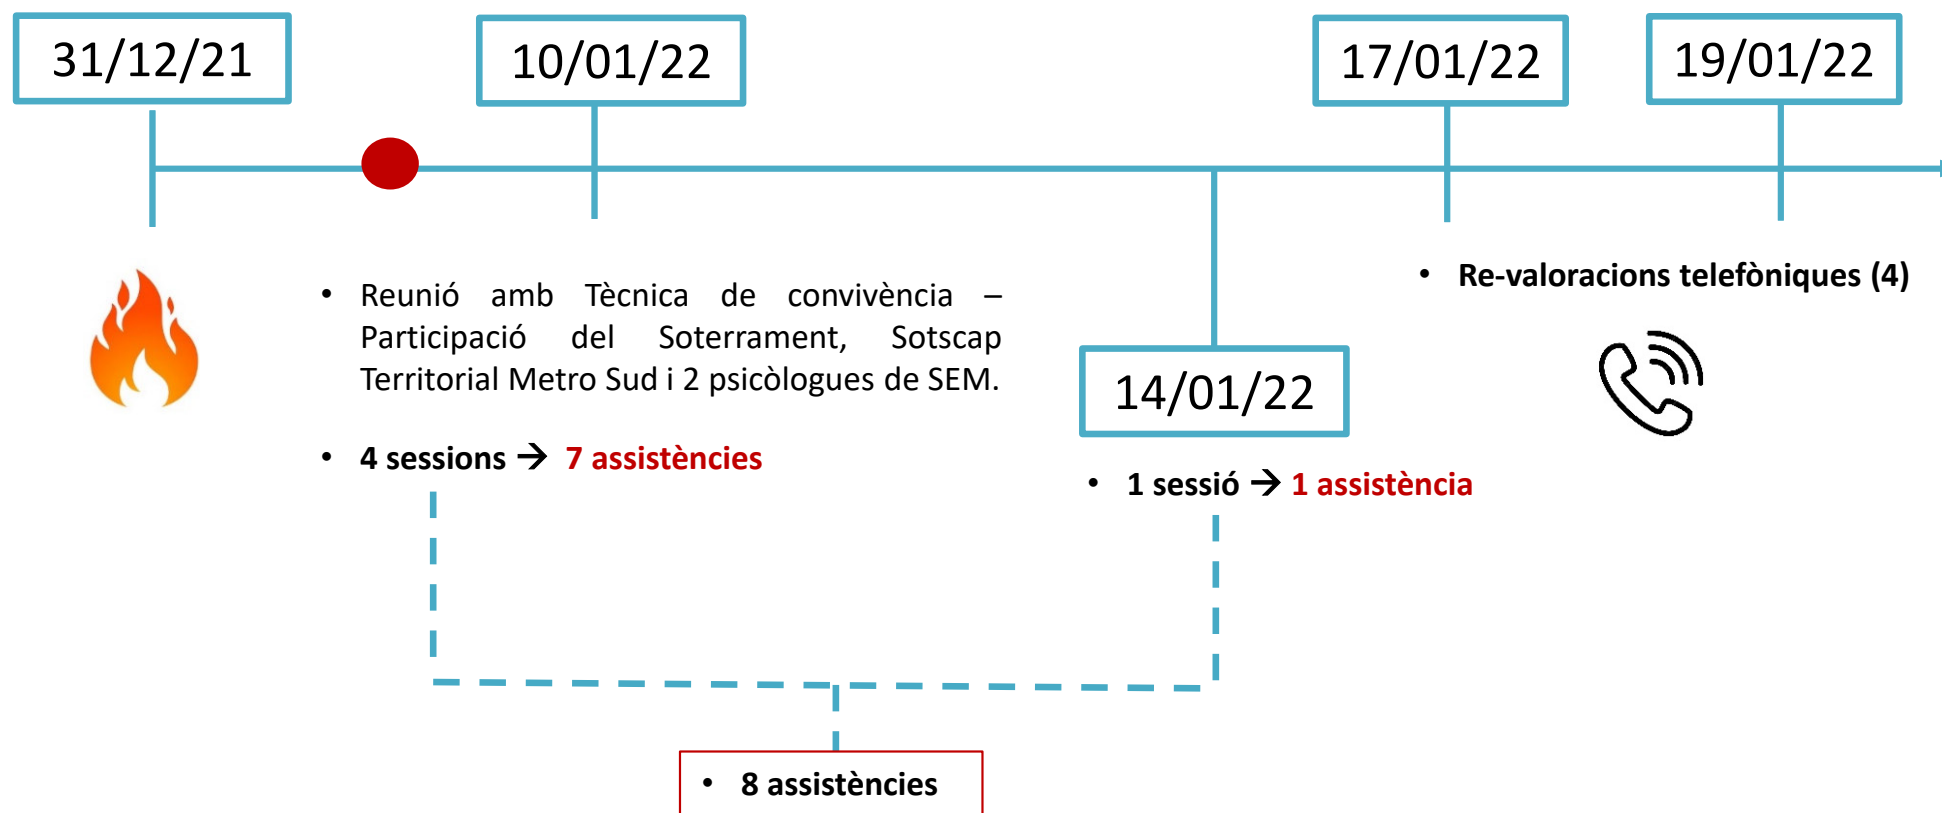 31/12/21
10/01/22
17/01/22
19/01/22
• Reunió amb Tècnica de convivència –
Participació del Soterrament, Sotscap
Territorial Metro Sud i 2 psicòlogues de SEM.
• 4 sessions → 7 assistències
14/01/22
• 1 sessió → 1 assistència
• Re-valoracions telefòniques (4)
• 8 assistències